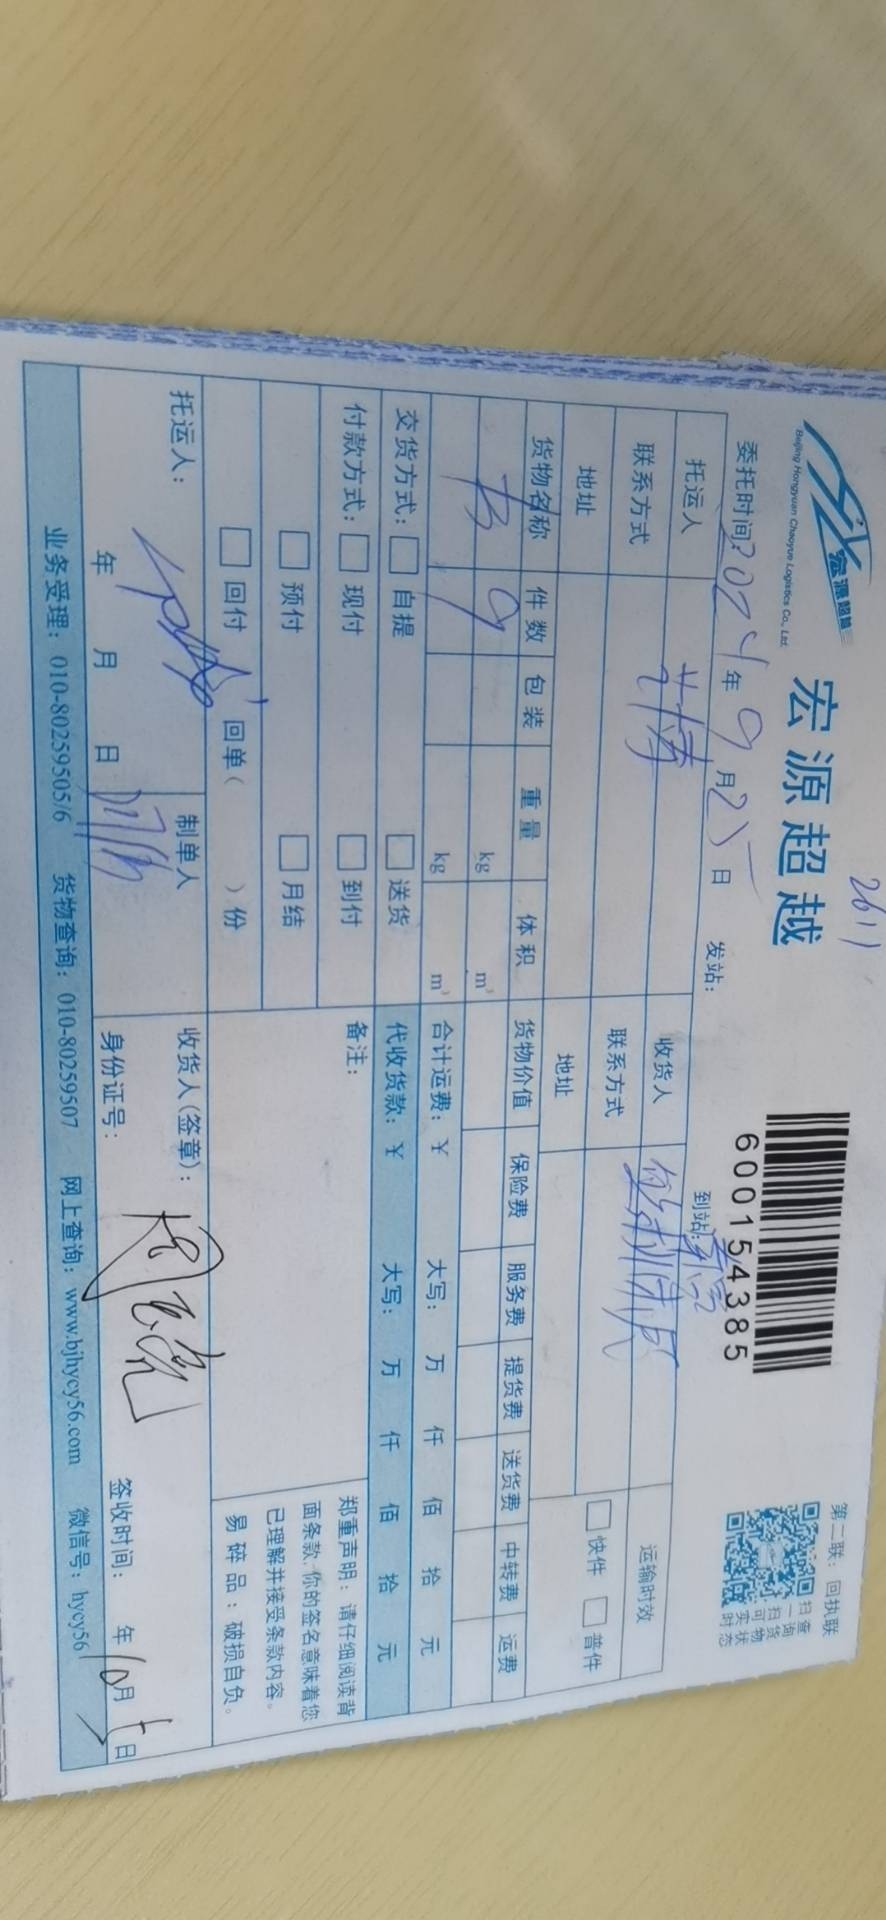 宏源超越
Beijing Hongyuan Chaoyue Logistics Co., Ltd.
宏源超越
2611
600154385
第二联：回执联
扫一扫可实时
查询货物状态
委托时间：2024年9月25日 发站： 到站：
托运人 收货人 运输时效
联系方式 联系方式 快件 普件
地址 地址
货物名称 件数 包装 重量 体积 货物价值 保险费 服务费 提货费 送货费 中转费 运费
9 kg m³
kg m³ 合计运费：￥ 大写： 万 仟 佰 拾 元
交货方式： 自提 送货 代收货款：￥ 大写： 万 仟 佰 拾 元
付款方式： 现付 到付 备注：
预付 月结
回付 回单（ ）份
郑重声明：请仔细阅读背
面条款，你的签名意味着您
已理解并接受条款内容。
易碎品：破损自负。
托运人： 制单人 收货人(签章)：
年 月 日 身份证号： 签收时间： 年10月 日
业务受理：010-80259505/6 货物查询：010-80259507 网上查询：www.bjhycy56.com 微信号：hycy56